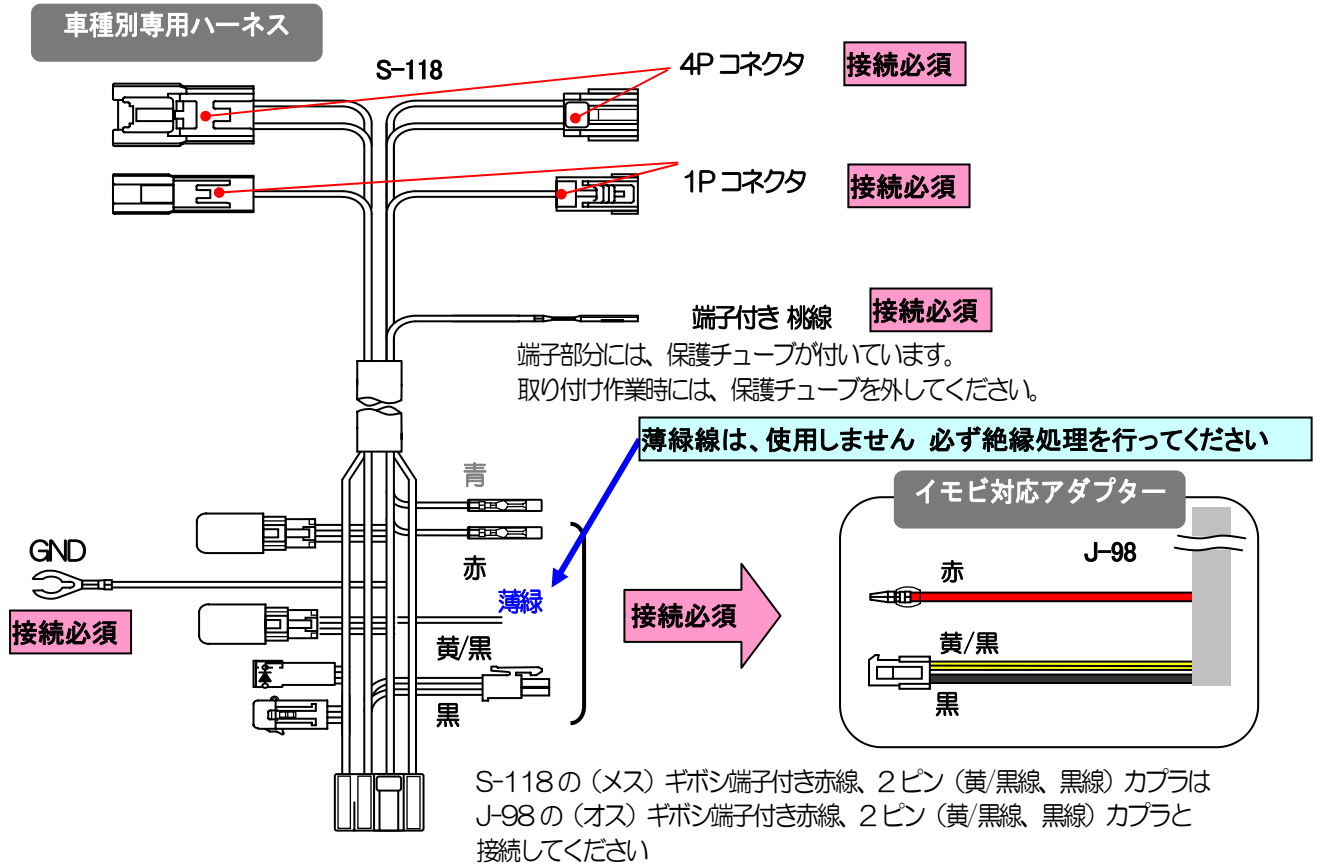 車種別専用ハーネス
S-118
4P コネクタ
接続必須
1P コネクタ
接続必須
端子付き 桃線
接続必須
端子部分には、保護チューブが付いています。
取り付け作業時には、保護チューブを外してください。
薄緑線は、使用しません 必ず絶縁処理を行ってください
青
イモビ対応アダプター
GND
J-98
赤
赤
薄緑
接続必須
接続必須
黄/黒
黄/黒
黒
黒
S-118の（メス）ギボシ端子付き赤線、２ピン（黄/黒線、黒線）カプラは
J-98の（オス）ギボシ端子付き赤線、２ピン（黄/黒線、黒線）カプラと
接続してください